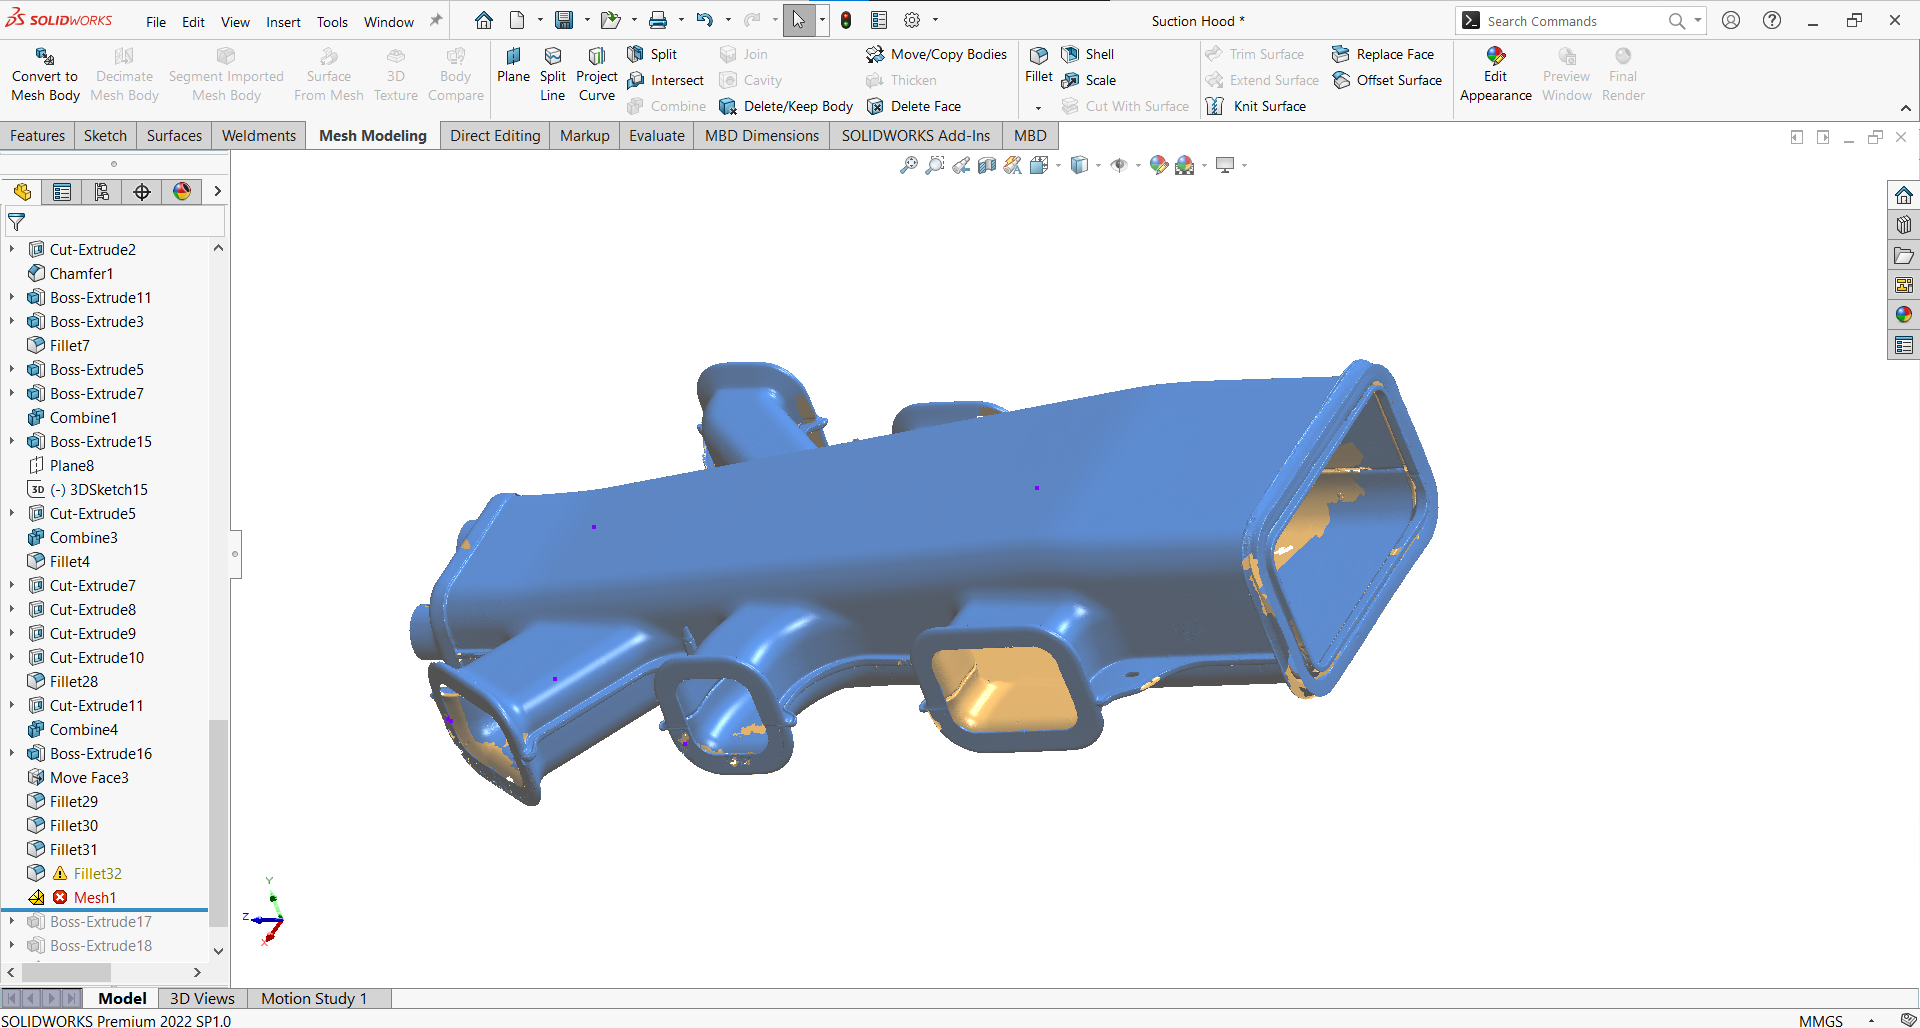 SOLIDWORKS File Edit View Insert Tools Window Suction Hood * Search Commands
Convert to Mesh Body
Decimate Mesh Body
Segment Imported Mesh Body
Surface From Mesh
3D Texture
Body Compare
Plane
Split Line
Project Curve
Split
Intersect
Combine
Join
Cavity
Delete/Keep Body
Move/Copy Bodies
Thicken
Delete Face
Fillet
Shell
Scale
Cut With Surface
Trim Surface
Extend Surface
Knit Surface
Replace Face
Offset Surface
Edit Appearance
Preview Window
Final Render
Features Sketch Surfaces Weldments Mesh Modeling Direct Editing Markup Evaluate MBD Dimensions SOLIDWORKS Add-Ins MBD
Cut-Extrude2
Chamfer1
Boss-Extrude11
Boss-Extrude3
Fillet7
Boss-Extrude5
Boss-Extrude7
Combine1
Boss-Extrude15
Plane8
3D (-) 3DSketch15
Cut-Extrude5
Combine3
Fillet4
Cut-Extrude7
Cut-Extrude8
Cut-Extrude9
Cut-Extrude10
Fillet28
Cut-Extrude11
Combine4
Boss-Extrude16
Move Face3
Fillet29
Fillet30
Fillet31
Fillet32
Mesh1
Boss-Extrude17
Boss-Extrude18
Y
Z
X
Model 3D Views Motion Study 1
SOLIDWORKS Premium 2022 SP1.0 MMGS